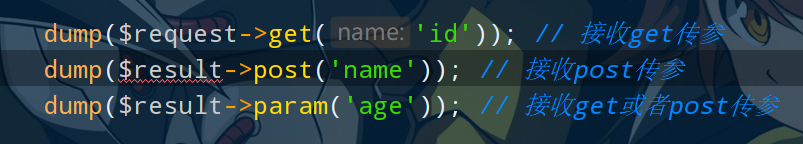 dump($request->get( name: 'id')); // 接收get传参
dump($result->post('name')); // 接收post传参
dump($result->param('age')); // 接收get或者post传参